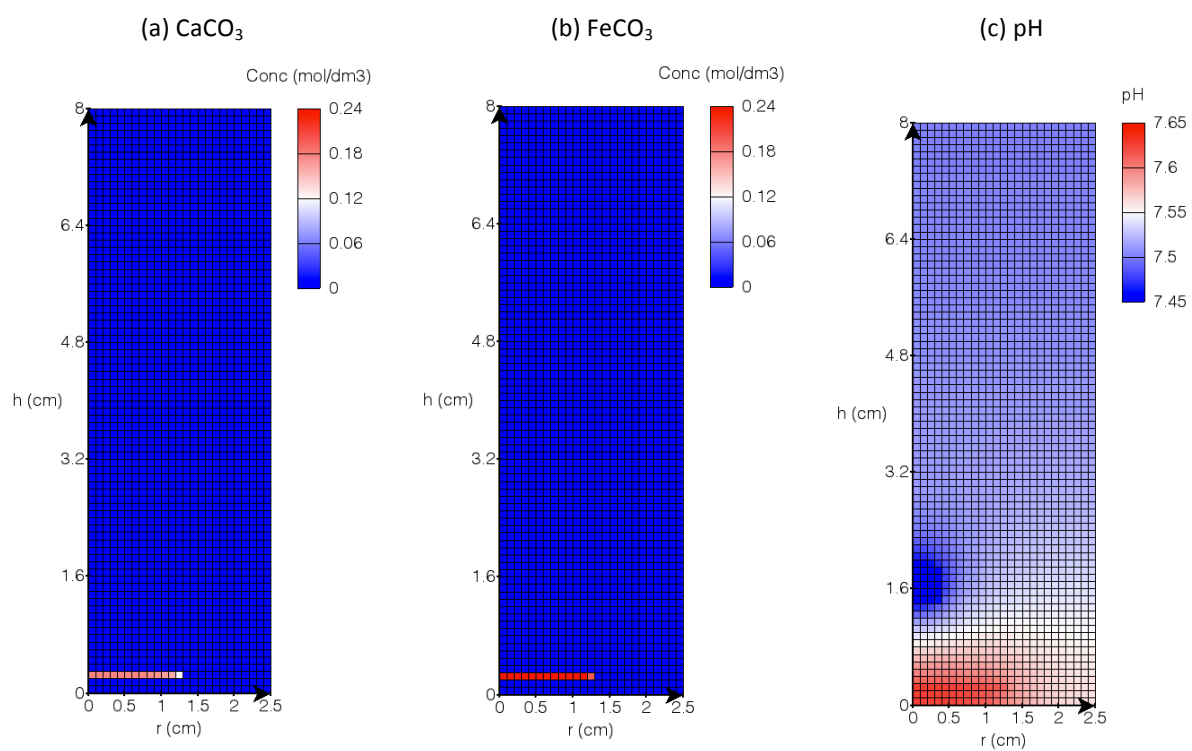 (a) CaCO₃
Conc (mol/dm3)
0.24
0.18
0.12
0.06
0
8
6.4
4.8
h (cm)
3.2
1.6
0
0 0.5 1 1.5 2 2.5
r (cm)
(b) FeCO₃
Conc (mol/dm3)
0.24
0.18
0.12
0.06
0
8
6.4
4.8
h (cm)
3.2
1.6
0
0 0.5 1 1.5 2 2.5
r (cm)
(c) pH
pH
7.65
7.6
7.55
7.5
7.45
8
6.4
4.8
h (cm)
3.2
1.6
0
0 0.5 1 1.5 2 2.5
r (cm)